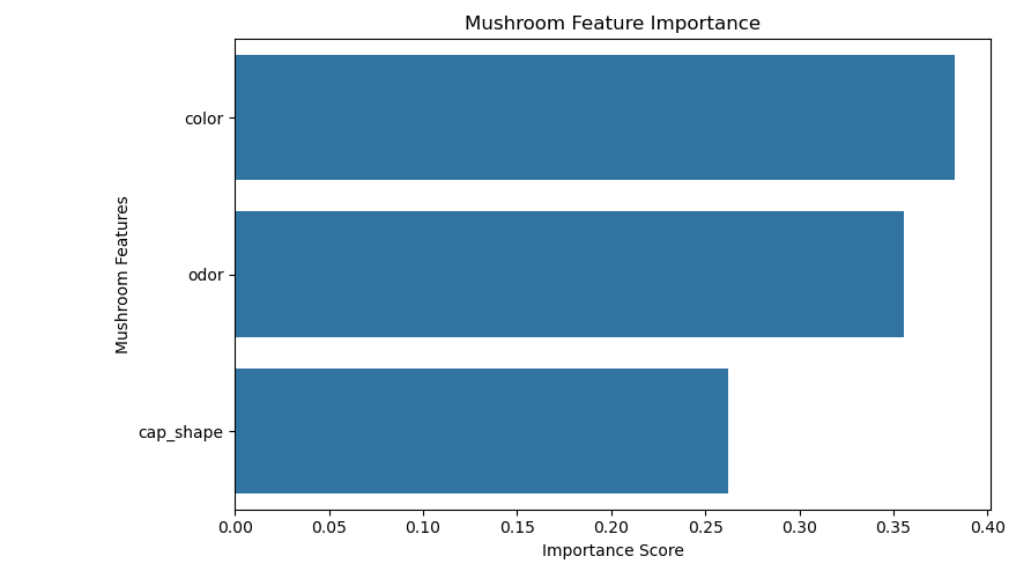 Mushroom Feature Importance
Mushroom Features
color
odor
cap_shape
0.00 0.05 0.10 0.15 0.20 0.25 0.30 0.35 0.40
Importance Score